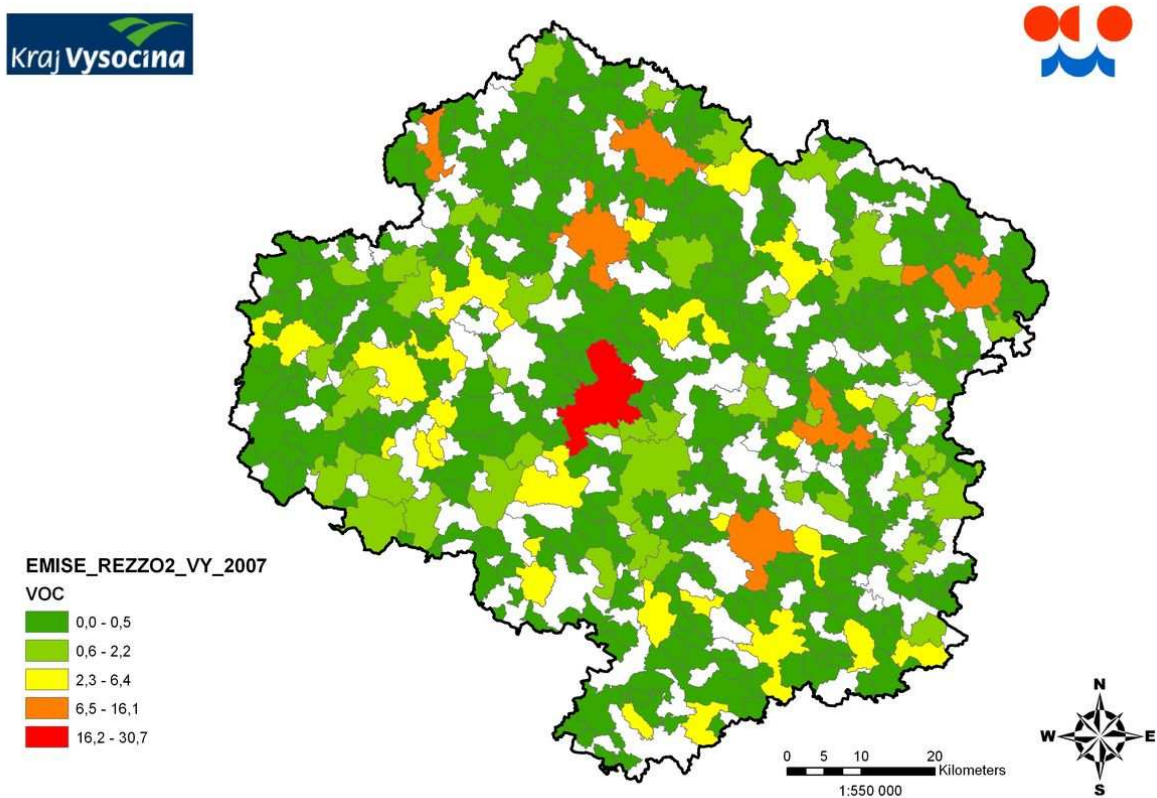 Kraj Vysočina
EMISE_REZZO2_VY_2007
VOC
0,0 - 0,5
0,6 - 2,2
2,3 - 6,4
6,5 - 16,1
16,2 - 30,7
N
W E
S
0 5 10 20
Kilometers
1:550 000